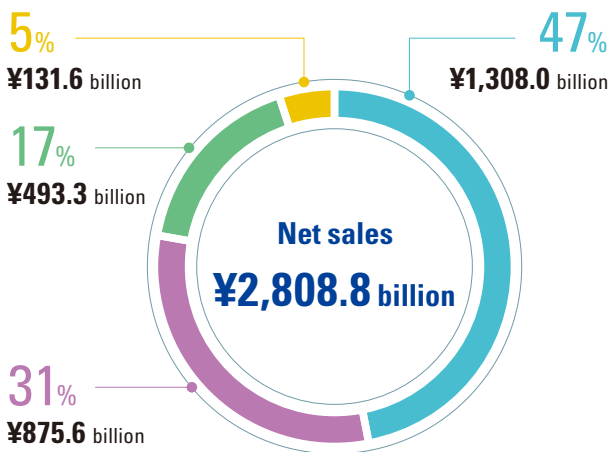 5%
¥131.6 billion
47%
¥1,308.0 billion
17%
¥493.3 billion
Net sales
¥2,808.8 billion
31%
¥875.6 billion